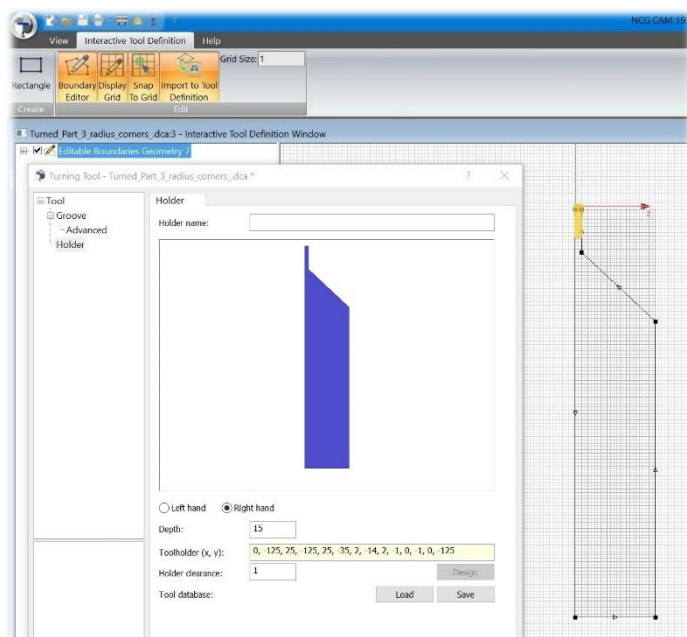 NCG CAM 19
View Interactive Tool Definition Help
Rectangle
Boundary Editor
Display Grid
Snap To Grid
Import to Tool Definition
Grid Size: 1
Create
Edit
Turned_Part_3_radius_corners_.dca:3 - Interactive Tool Definition Window
Editable Boundaries Geometry 7
Turning Tool - Turned_Part_3_radius_corners_.dca *
? X
Tool
Groove
Advanced
Holder
Holder
Holder name:
Left hand Right hand
Depth: 15
Toolholder (x, y): 0, -125, 25, -125, 25, -35, 2, -14, 2, -1, 0, -1, 0, -125
Holder clearance: 1
Design
Tool database: Load Save
z